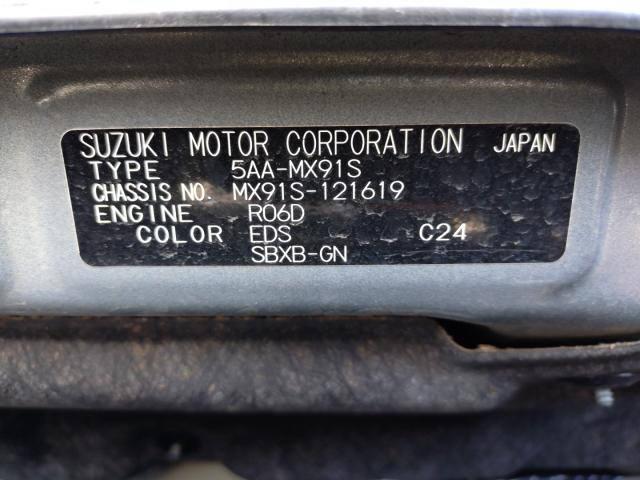 SUZUKI MOTOR CORPORATION JAPAN
TYPE 5AA-MX91S
CHASSIS NO. MX91S-121619
ENGINE R06D
COLOR EDS C24
SBXB-GN